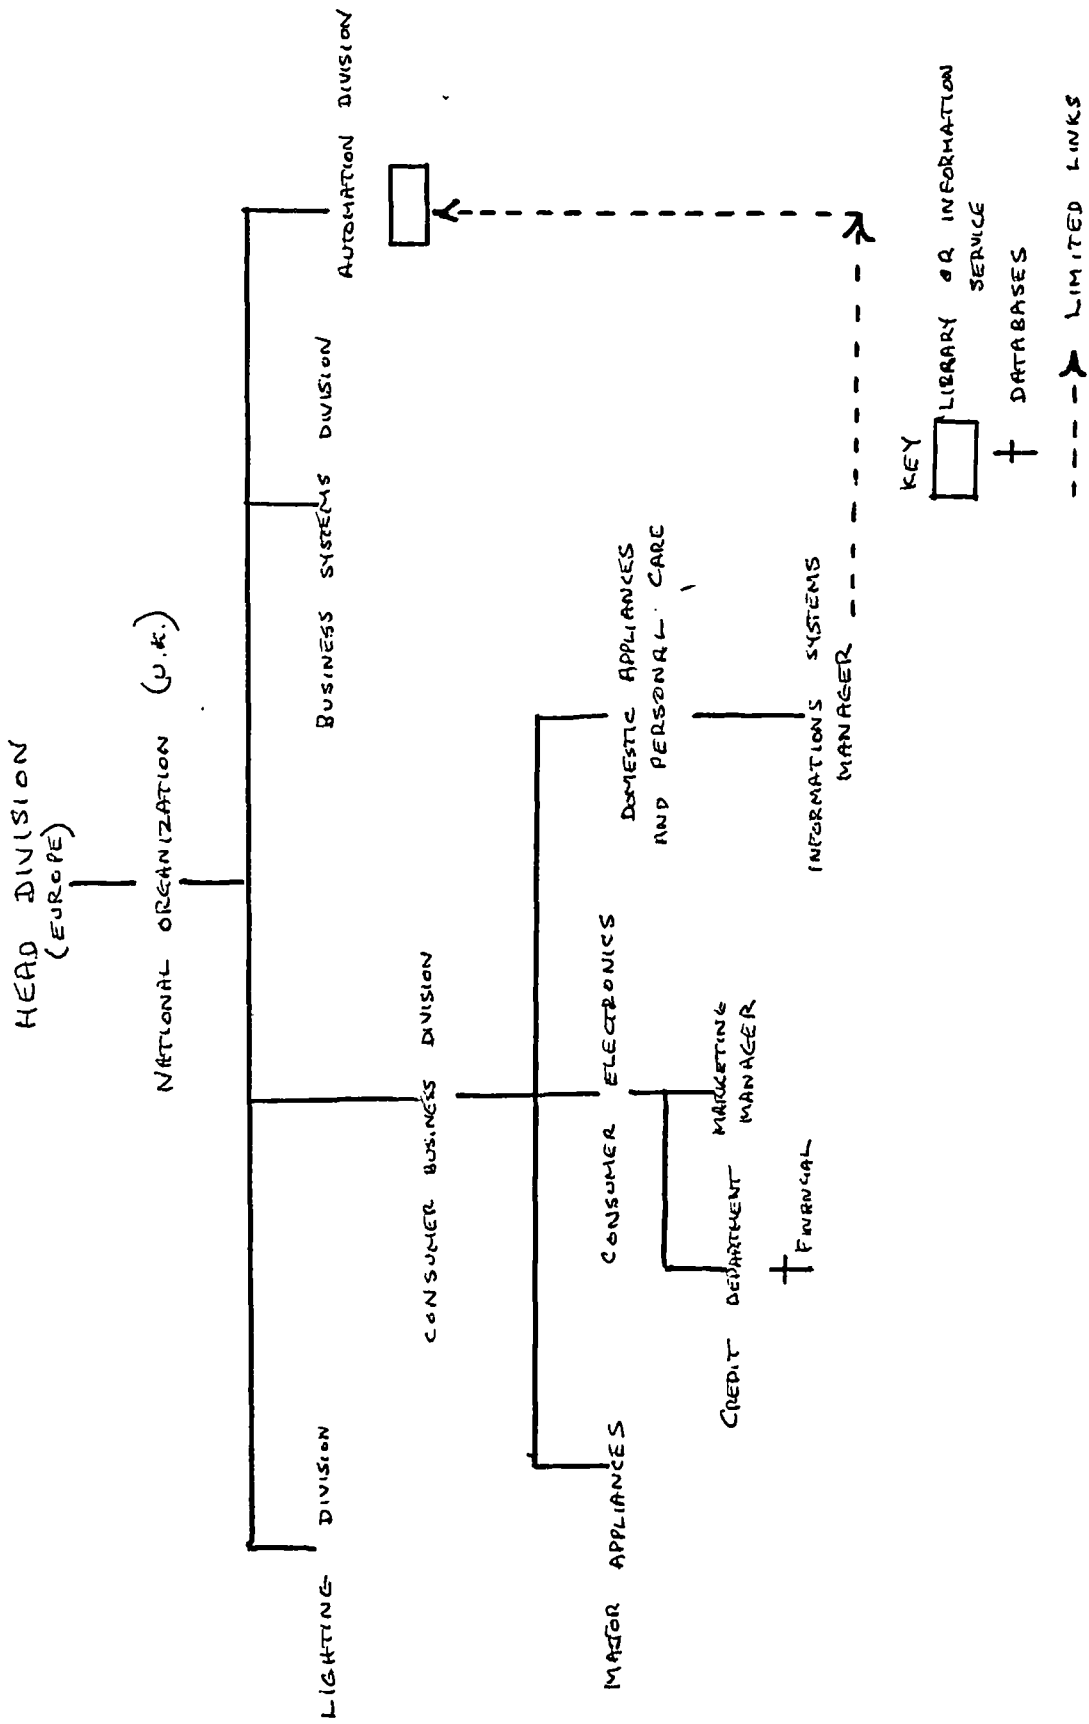 HEAD DIVISION
(EUROPE)
NATIONAL ORGANIZATION (U.K.)
LIGHTING DIVISION
CONSUMER BUSINESS DIVISION
BUSINESS SYSTEMS DIVISION
AUTOMATION DIVISION
MAJOR APPLIANCES
CONSUMER ELECTRONICS
DOMESTIC APPLIANCES
AND PERSONAL CARE
CREDIT DEPARTMENT
FINANCIAL
MARKETING
MANAGER
INFORMATIONS SYSTEMS
MANAGER
KEY
LIBRARY OR INFORMATION
SERVICE
DATABASES
LIMITED LINKS